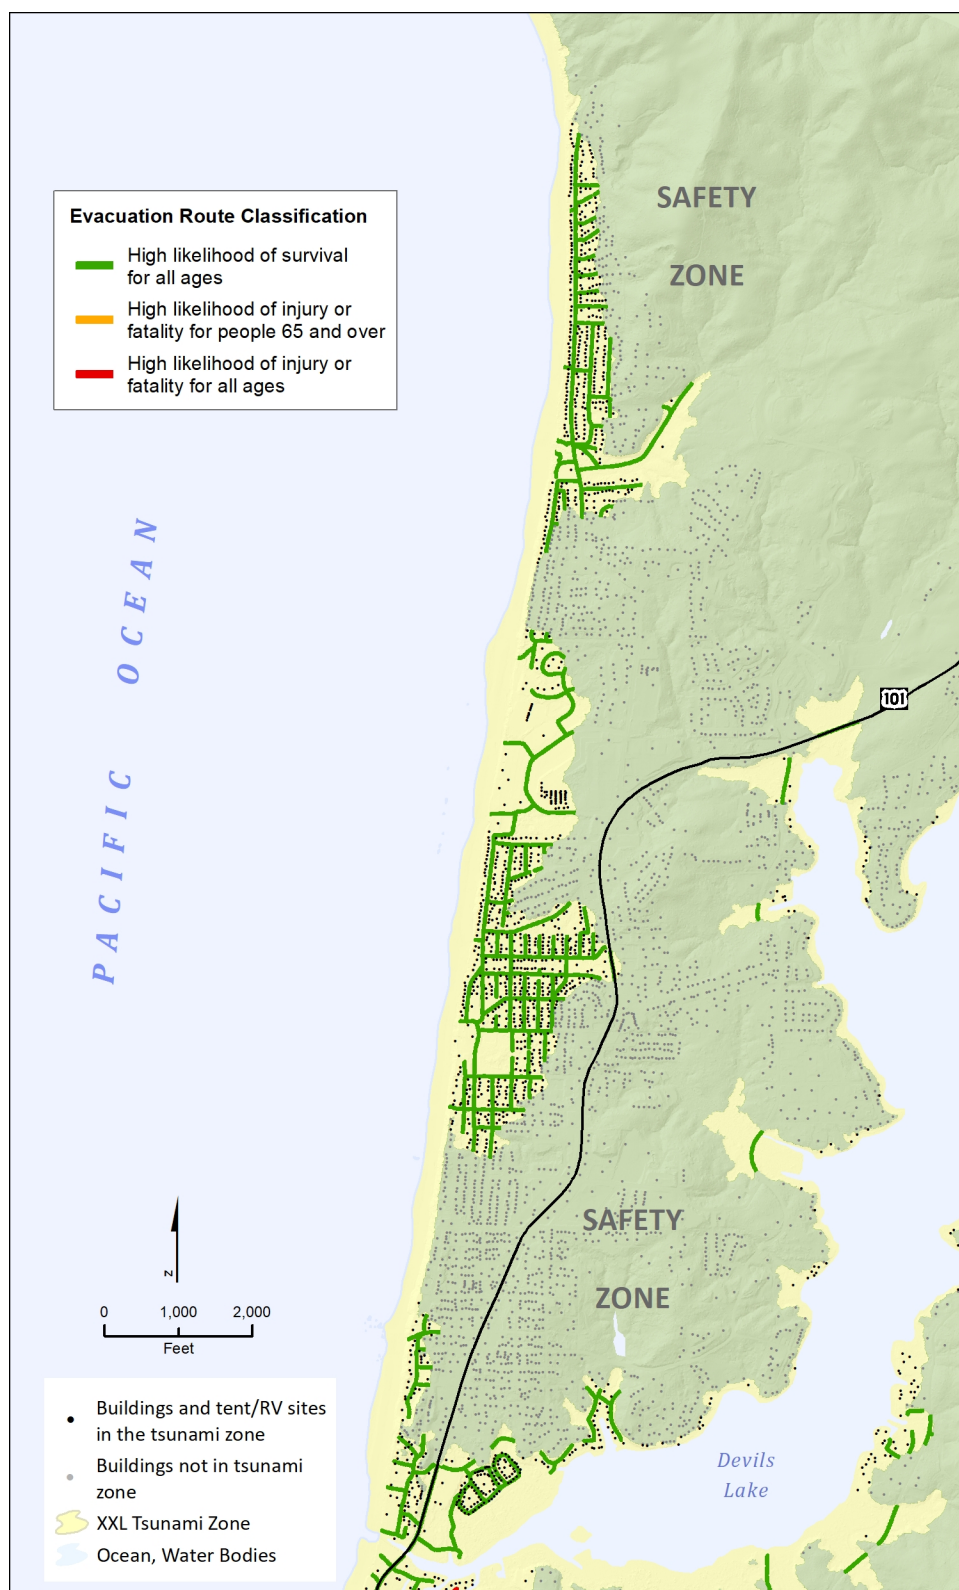 SAFETY
ZONE
Evacuation Route Classification
High likelihood of survival
for all ages
High likelihood of injury or
fatality for people 65 and over
High likelihood of injury or
fatality for all ages
PACIFIC OCEAN
101
SAFETY
ZONE
N
0 1,000 2,000
Feet
Buildings and tent/RV sites
in the tsunami zone
Buildings not in tsunami
zone
XXL Tsunami Zone
Ocean, Water Bodies
Devils
Lake